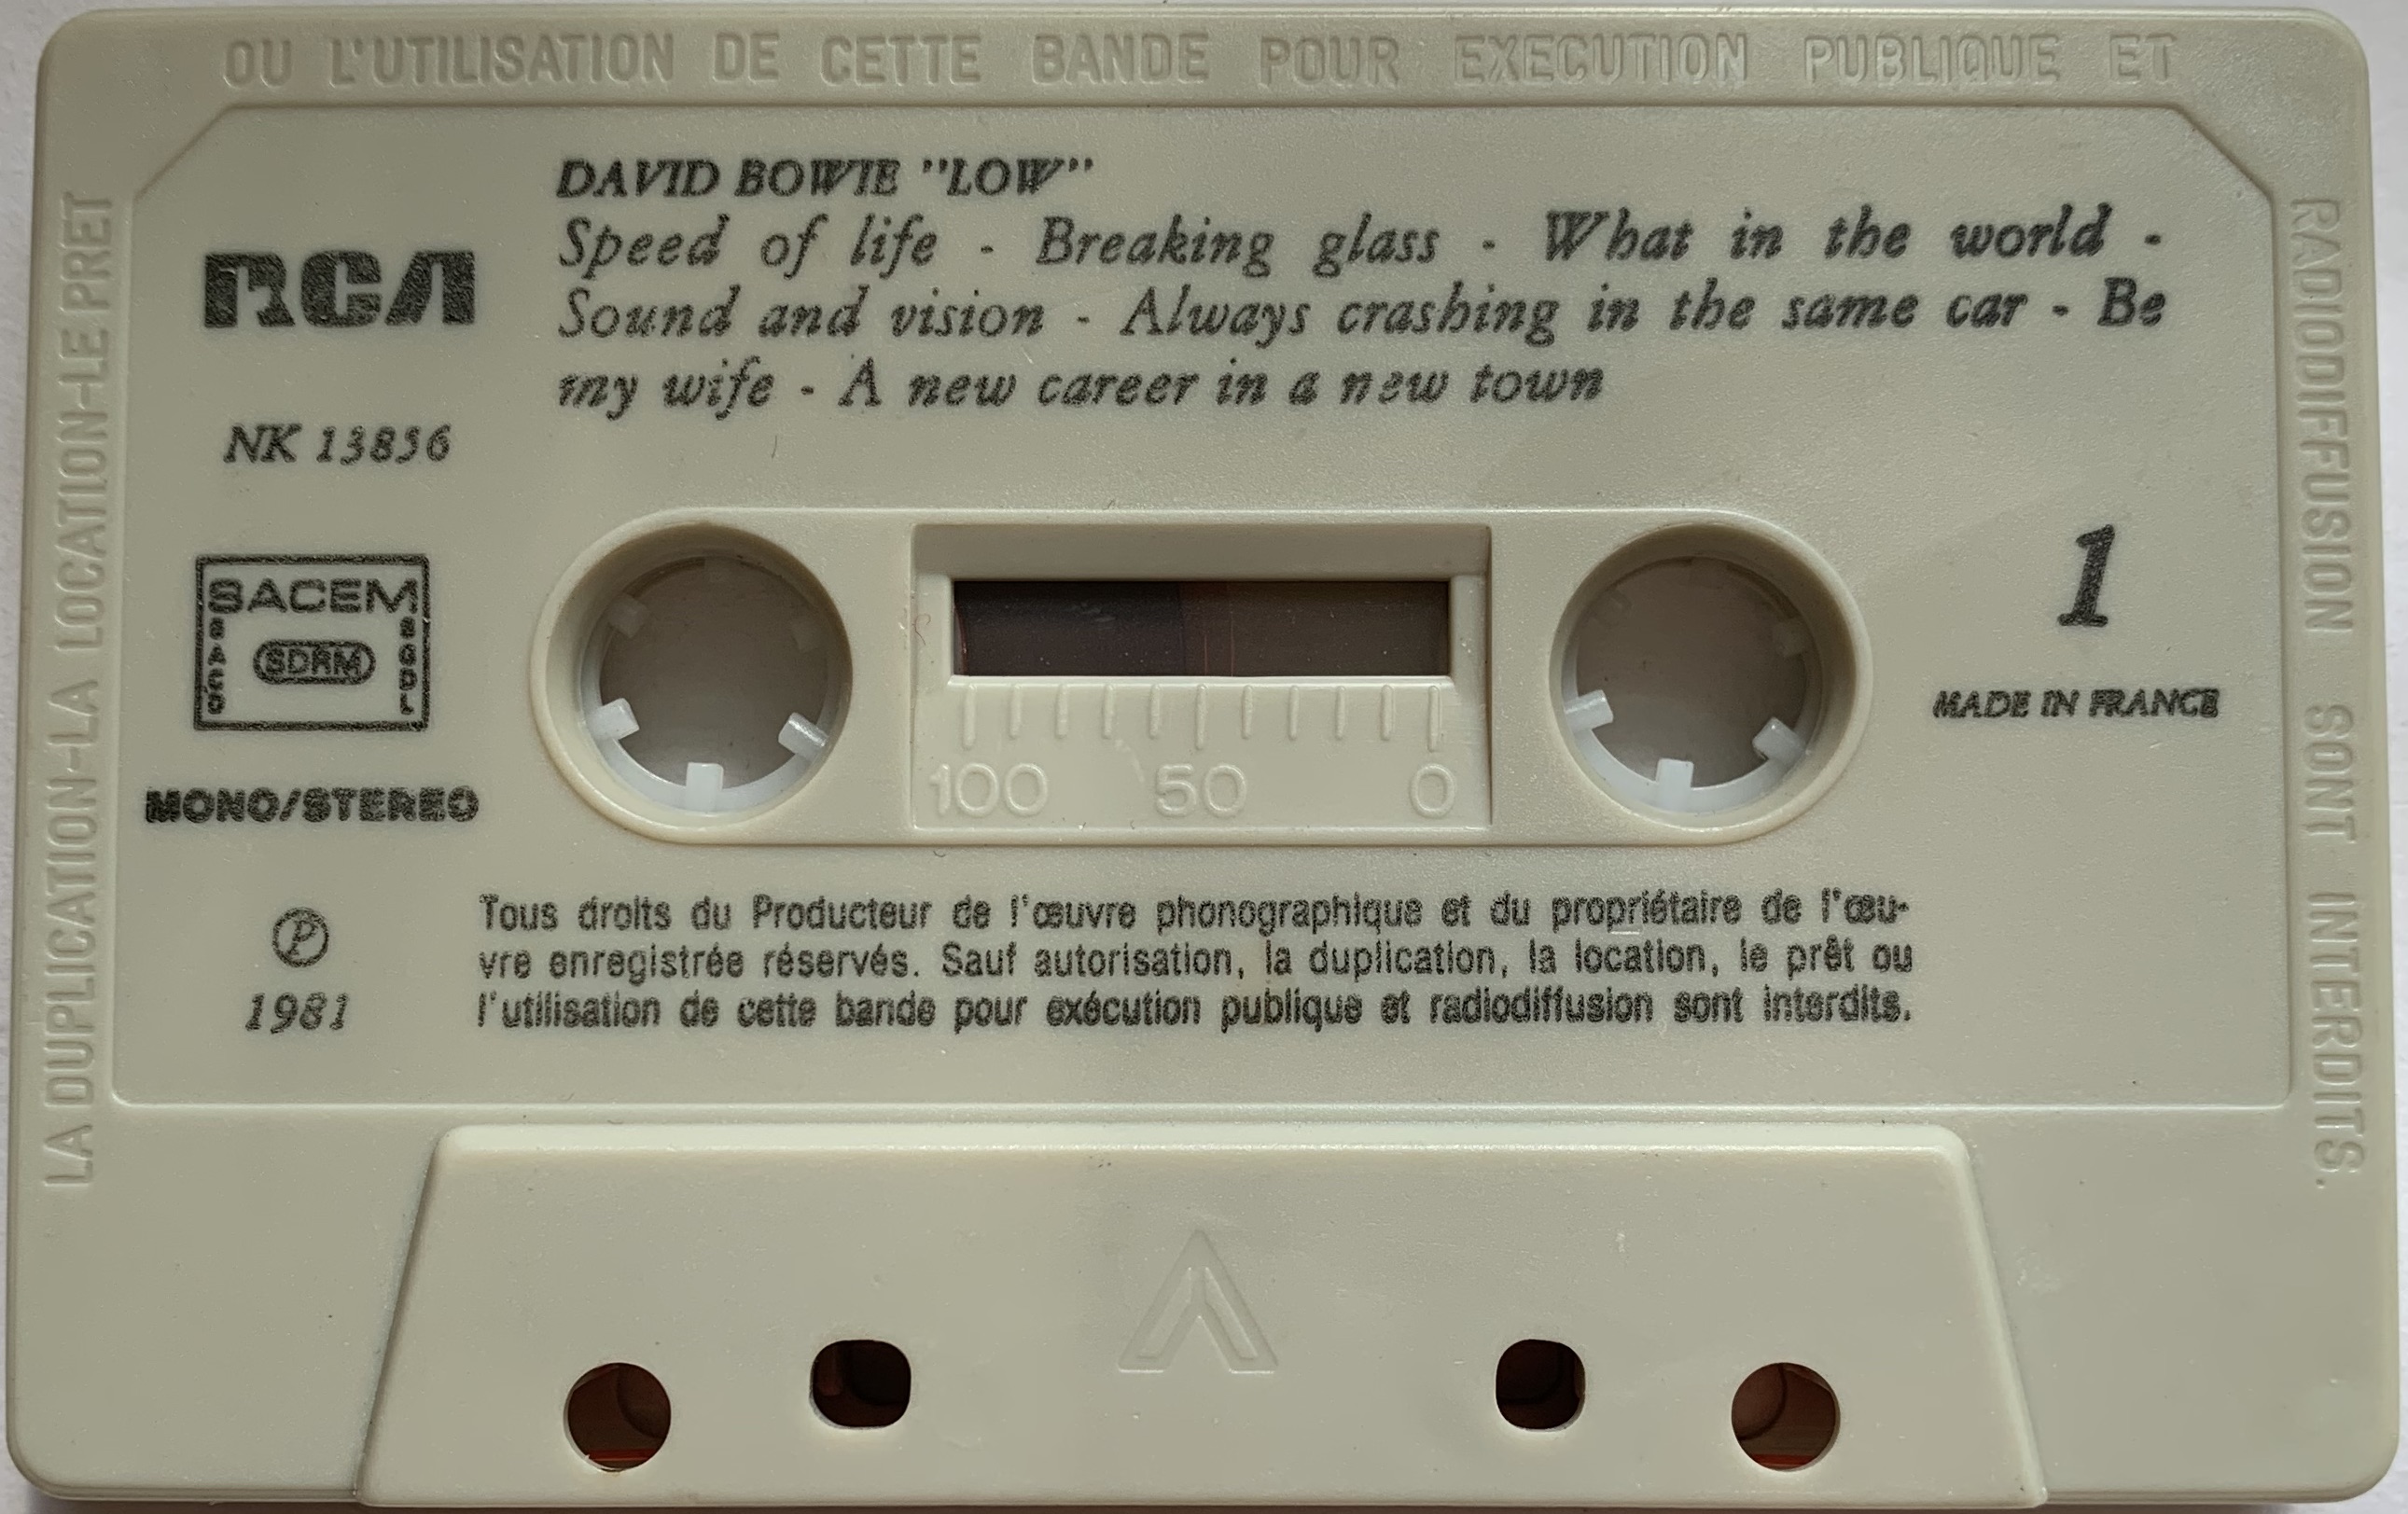 OU L'UTILISATION DE CETTE BANDE POUR EXECUTION PUBLIQUE ET
LA DUPLICATION-LA LOCATION-LE PRET
RADIODIFFUSION SONT INTERDITS.
DAVID BOWIE "LOW"
Speed of life - Breaking glass - What in the world -
Sound and vision - Always crashing in the same car - Be
my wife - A new career in a new town
RCA
NK 13856
SACEM
SACD
SDRM
SGDL
MONO/STEREO
1
MADE IN FRANCE
100 50 0
℗
1981
Tous droits du Producteur de l'œuvre phonographique et du propriétaire de l'œu-
vre enregistrée réservés. Sauf autorisation, la duplication, la location, le prêt ou
l'utilisation de cette bande pour exécution publique et radiodiffusion sont interdits.